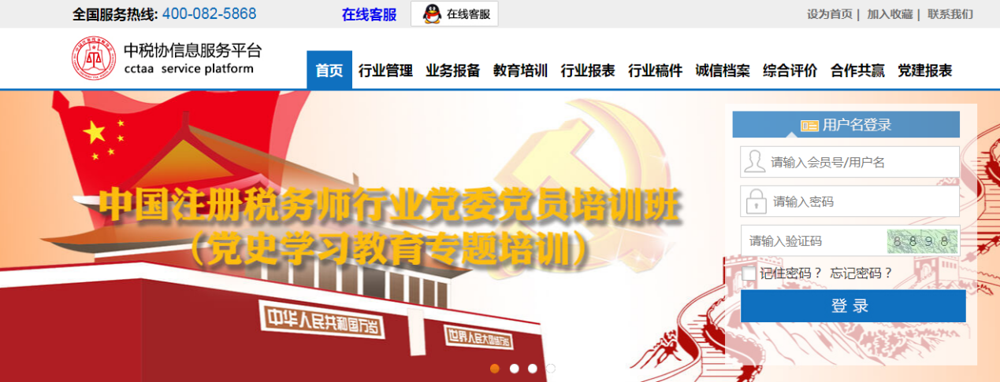 全国服务热线: 400-082-5868 在线客服 在线客服 设为首页| 加入收藏| 联系我们
中税协信息服务平台
cctaa service platform
首页 行业管理 业务报备 教育培训 行业报表 行业稿件 诚信档案 综合评价 合作共赢 党建报表
用户名登录
请输入会员号/用户名
请输入密码
请输入验证码 8898
记住密码？ 忘记密码？
登 录
中国注册税务师行业党委党员培训班
（党史学习教育专题培训）
中华人民共和国万岁
世界人民大团结万岁